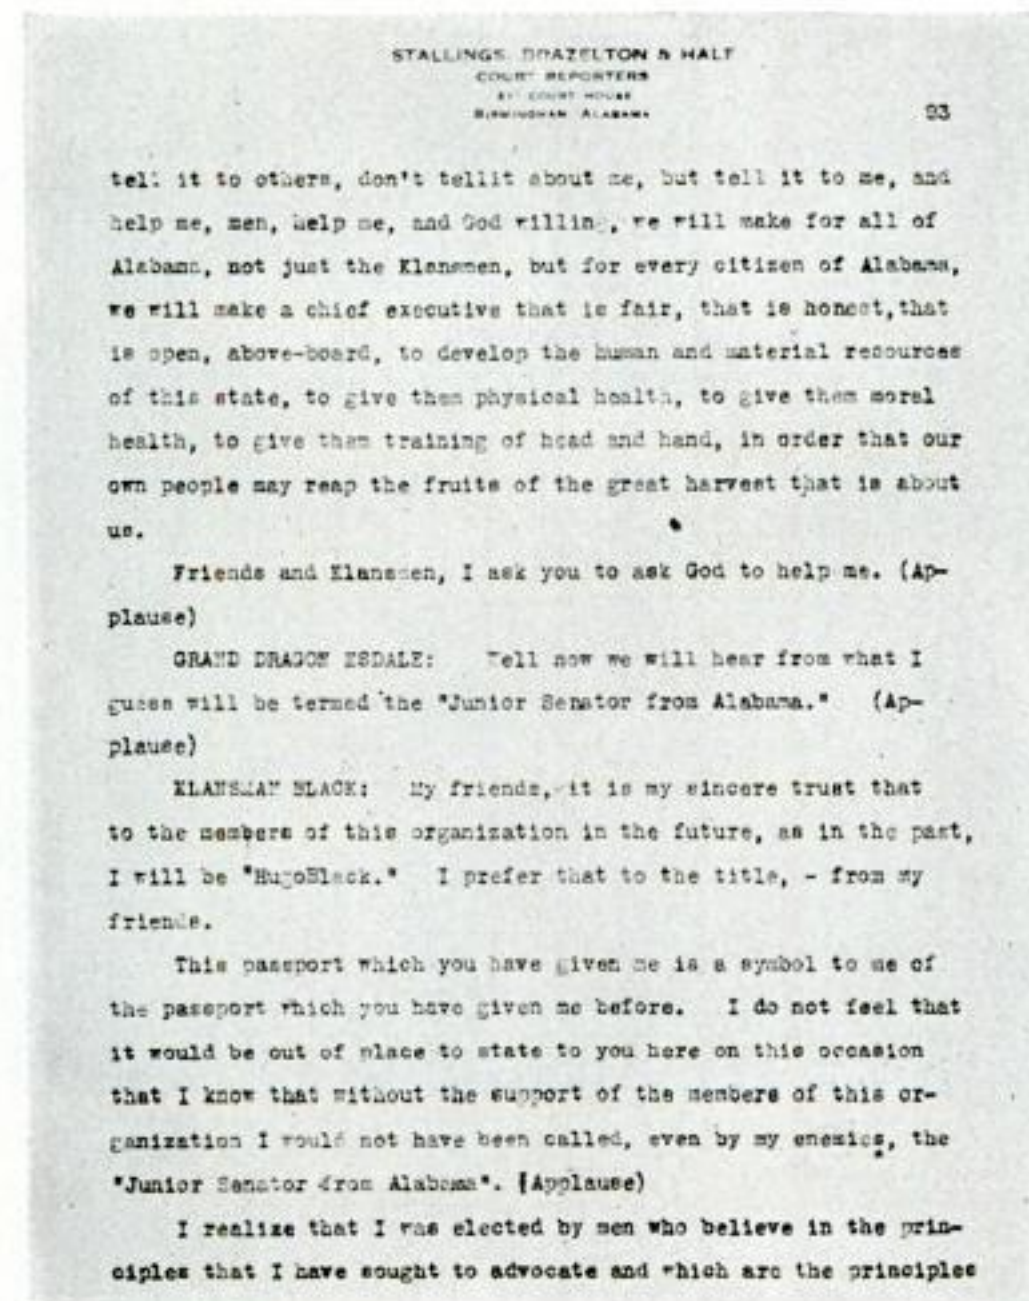 STALLINGS, BRAZELTON & HALF
COURT REPORTERS
COURT HOUSE
BIRMINGHAM, ALABAMA
93
tell it to others, don't tellit about me, but tell it to me, and
help me, men, help me, and God willing, we will make for all of
Alabama, not just the Klansmen, but for every citizen of Alabama,
we will make a chief executive that is fair, that is honest,that
is open, above-board, to develop the human and material resources
of this state, to give them physical health, to give them moral
health, to give them training of head and hand, in order that our
own people may reap the fruits of the great harvest that is about
us.
Friends and Klansmen, I ask you to ask God to help me. (Ap-
plause)
GRAND DRAGON ESDALE: Well now we will hear from what I
guess will be termed the "Junior Senator from Alabama." (Ap-
plause)
KLANSMAN BLACK: My friends, it is my sincere trust that
to the members of this organization in the future, as in the past,
I will be "HugoBlack." I prefer that to the title, - from my
friends.
This passport which you have given me is a symbol to me of
the passport which you have given me before. I do not feel that
it would be out of place to state to you here on this occasion
that I know that without the support of the members of this or-
ganization I would not have been called, even by my enemies, the
"Junior Senator from Alabama". (Applause)
I realize that I was elected by men who believe in the prin-
ciples that I have sought to advocate and which are the principles